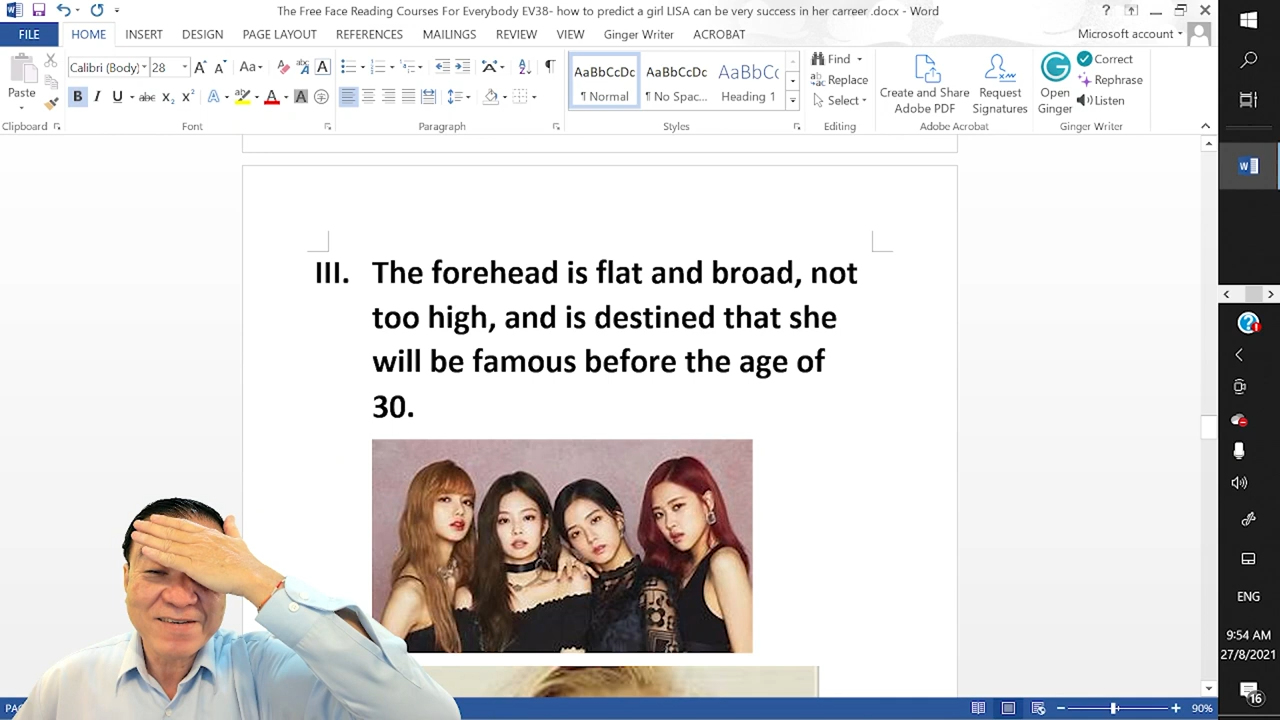 The Free Face Reading Courses For Everybody EV38- how to predict a girl LISA can be very success in her carreer .docx - Word
FILE HOME INSERT DESIGN PAGE LAYOUT REFERENCES MAILINGS REVIEW VIEW Ginger Writer ACROBAT Microsoft account
Calibri (Body) 28 Aa AaBbCcDc AaBbCcDc AaBbCc Find Correct
Paste Replace Create and Share Request Open Rephrase
B I U abc x₂ x² A A ¶ Normal ¶ No Spac... Heading 1 Select Adobe PDF Signatures Ginger Listen
Clipboard Font Paragraph Styles Editing Adobe Acrobat Ginger Writer
III. The forehead is flat and broad, not
too high, and is destined that she
will be famous before the age of
30.
ENG
9:54 AM
27/8/2021
16
90%